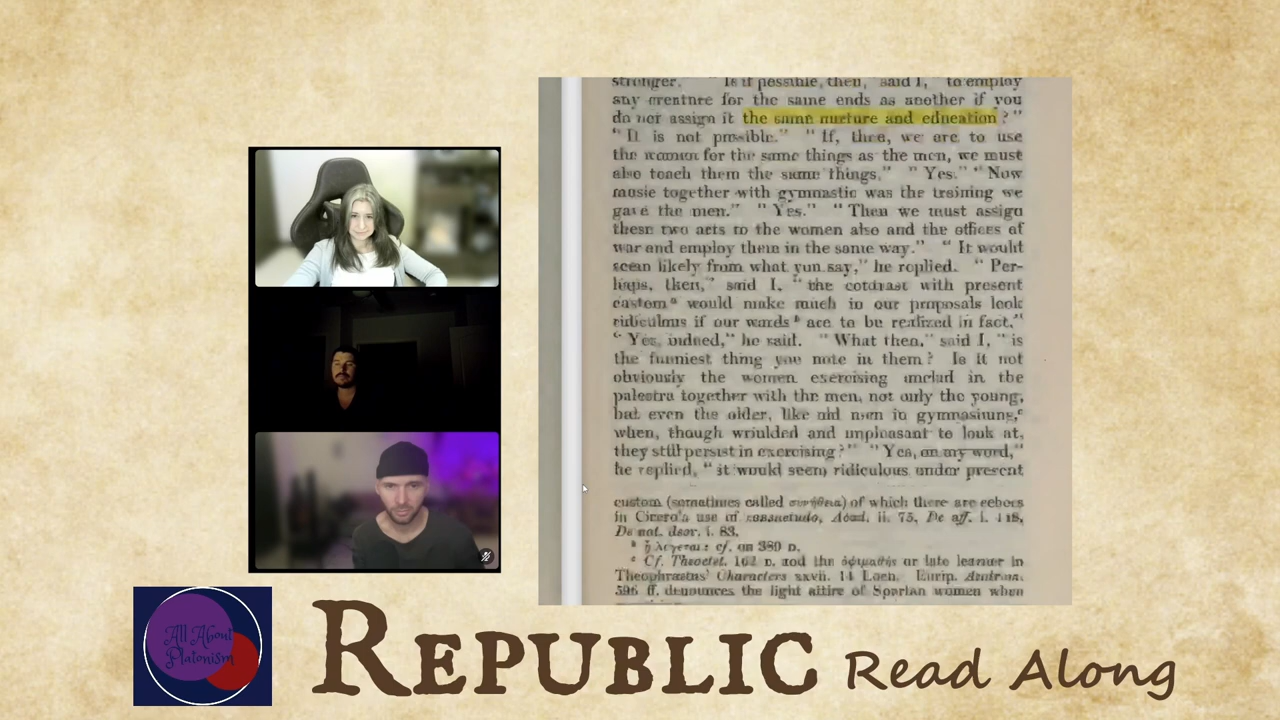 stronger." "Is it possible, then," said I, "to employ
any creature for the same ends as another if you
do not assign it the same nurture and education?"
"It is not possible." "If, then, we are to use
the women for the same things as the men, we must
also teach them the same things." "Yes." "Now
music together with gymnastic was the training we
gave the men." "Yes." "Then we must assign
these two arts to the women also and the offices of
war and employ them in the same way." "It would
seem likely from what you say," he replied. "Per-
haps, then," said I, "the contrast with present
custom ᵃ would make much in our proposals look
ridiculous if our words ᵇ are to be realized in fact."
"Yes, indeed," he said. "What then," said I, "is
the funniest thing you note in them? Is it not
obviously the women exercising unclad in the
palestra together with the men, not only the young,
but even the older, like old men in gymnasiums,ᶜ
when, though wrinkled and unpleasant to look at,
they still persist in exercising?" "Yes, on my word,"
he replied, "it would seem ridiculous under present
custom (sometimes called συνήθεια) of which there are echoes
in Cicero's use of consuetudo, Acad. ii. 75, De off. i. 148,
De nat. deor. i. 83.
ᵇ ᾗ λέγεται: cf. on 389 D.
ᶜ Cf. Theaetet. 162 B, and the ὀψιμαθής or late learner in
Theophrastus' Characters xxvii. 14 Loeb. Eurip. Androm.
596 ff. denounces the light attire of Spartan women when
All About
Platonism
REPUBLIC Read Along